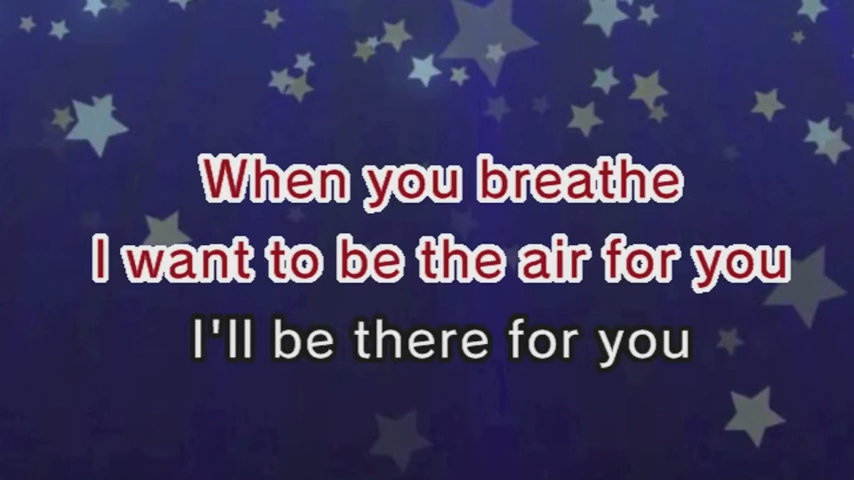 When you breathe
I want to be the air for you
I'll be there for you